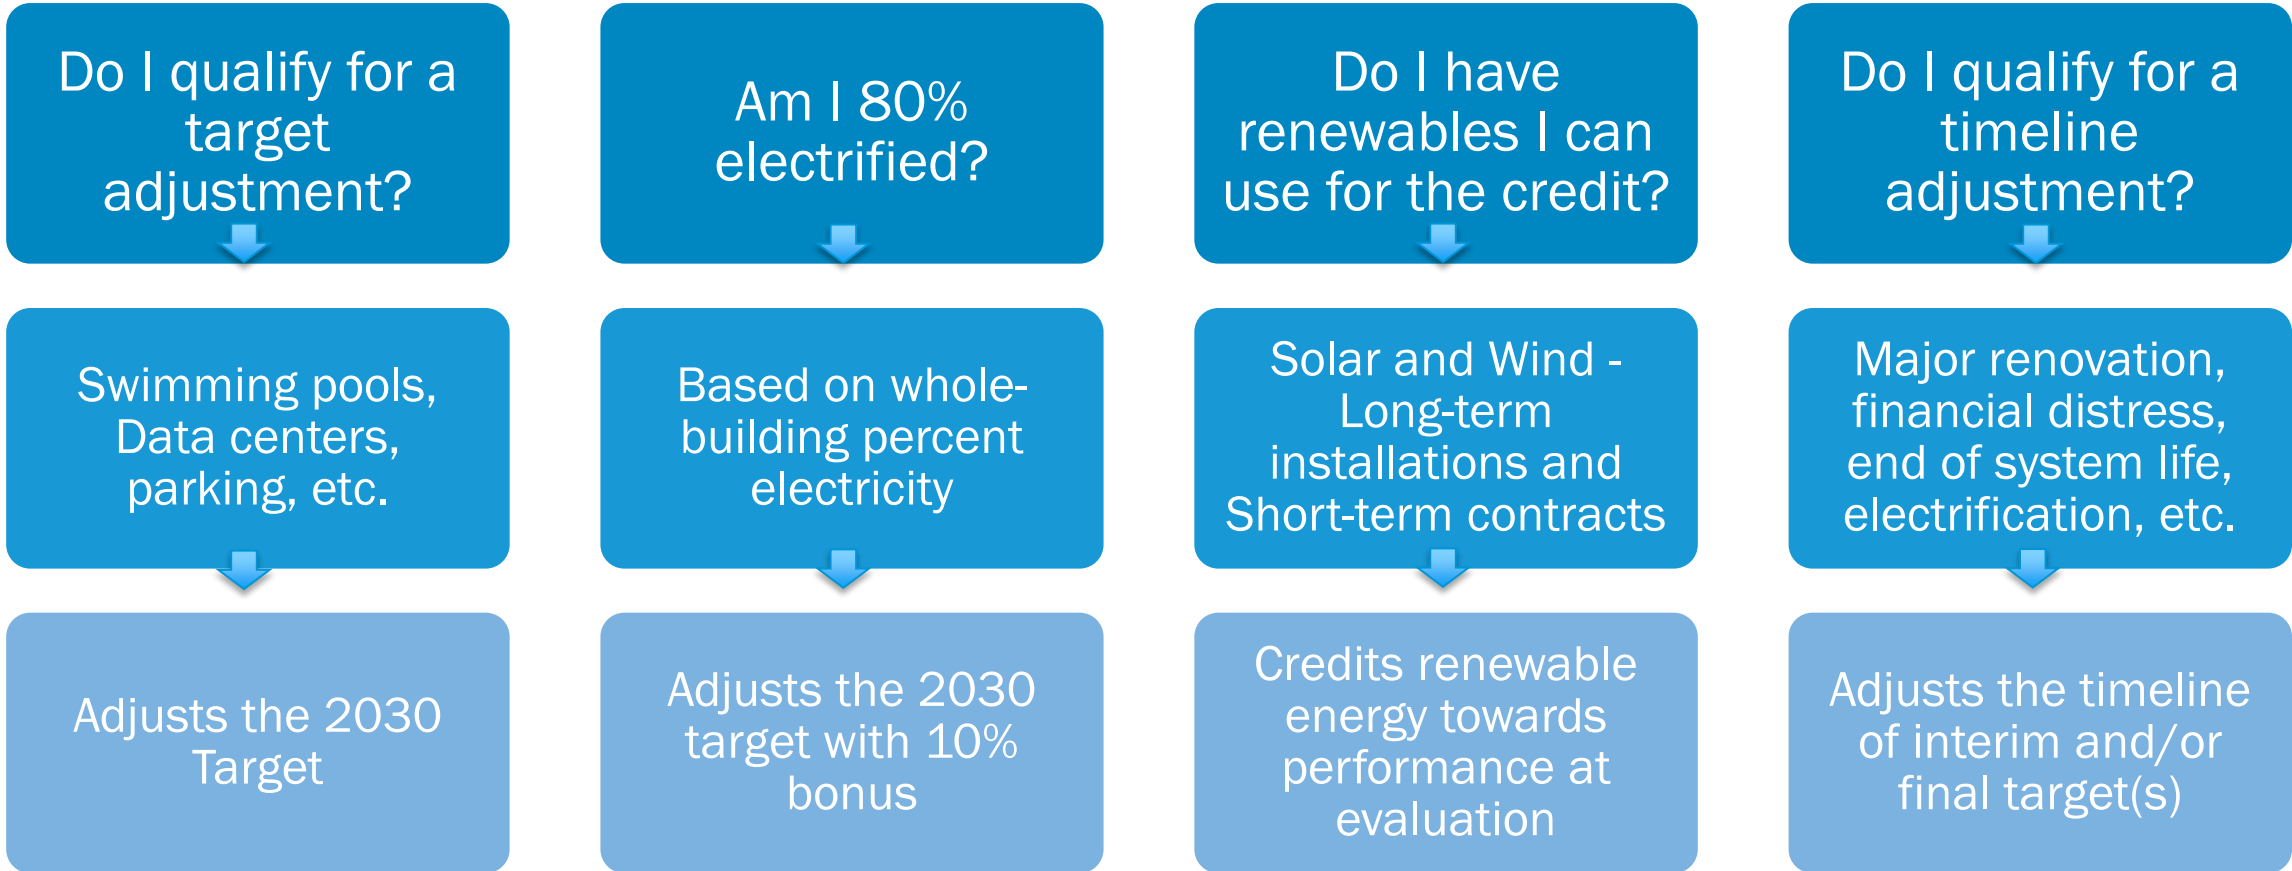 Do I qualify for a
target
adjustment?
Swimming pools,
Data centers,
parking, etc.
Adjusts the 2030
Target
Am I 80%
electrified?
Based on whole-
building percent
electricity
Adjusts the 2030
target with 10%
bonus
Do I have
renewables I can
use for the credit?
Solar and Wind -
Long-term
installations and
Short-term contracts
Credits renewable
energy towards
performance at
evaluation
Do I qualify for a
timeline
adjustment?
Major renovation,
financial distress,
end of system life,
electrification, etc.
Adjusts the timeline
of interim and/or
final target(s)